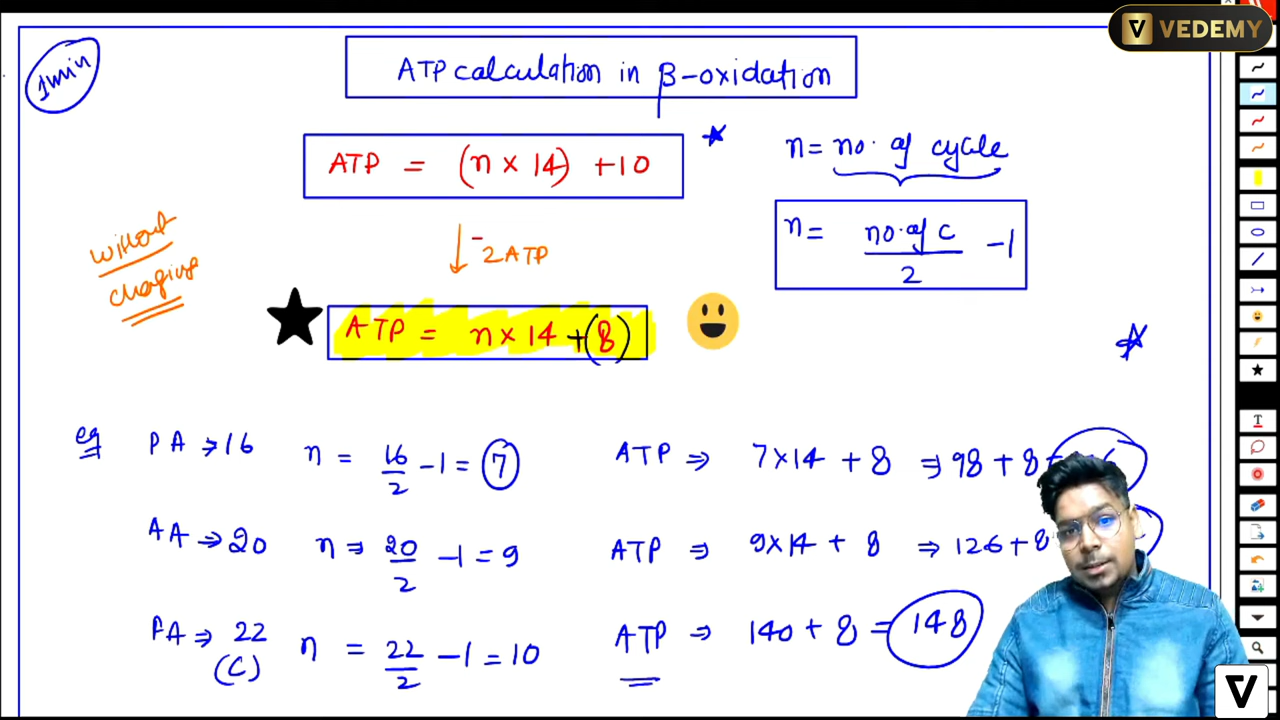 VEDEMY
1min
ATP calculation in β-oxidation
ATP = (n × 14) + 10
n = no. of cycle
n = no. of C / 2 - 1
- 2 ATP
without
ATP = n × 14 + (8)
eg PA → 16 n = 16/2 - 1 = 7 ATP ⇒ 7×14 + 8 ⇒ 98 + 8
AA → 20 n ⇒ 20/2 - 1 = 9 ATP ⇒ 9×14 + 8 ⇒ 126 + 8
FA ⇒ 22 n = 22/2 - 1 = 10 ATP ⇒ 140 + 8 = 148
(C)